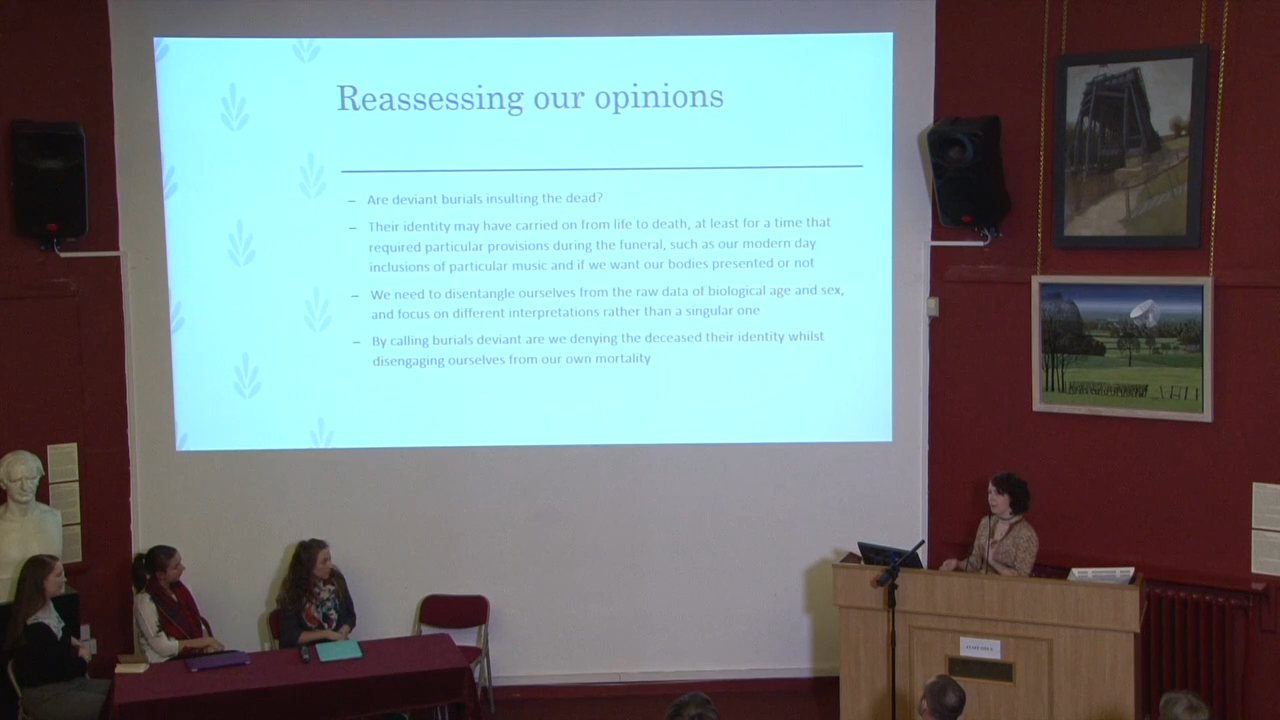 Reassessing our opinions
– Are deviant burials insulting the dead?
– Their identity may have carried on from life to death, at least for a time that
required particular provisions during the funeral, such as our modern day
inclusions of particular music and if we want our bodies presented or not
– We need to disentangle ourselves from the raw data of biological age and sex,
and focus on different interpretations rather than a singular one
– By calling burials deviant are we denying the deceased their identity whilst
disengaging ourselves from our own mortality